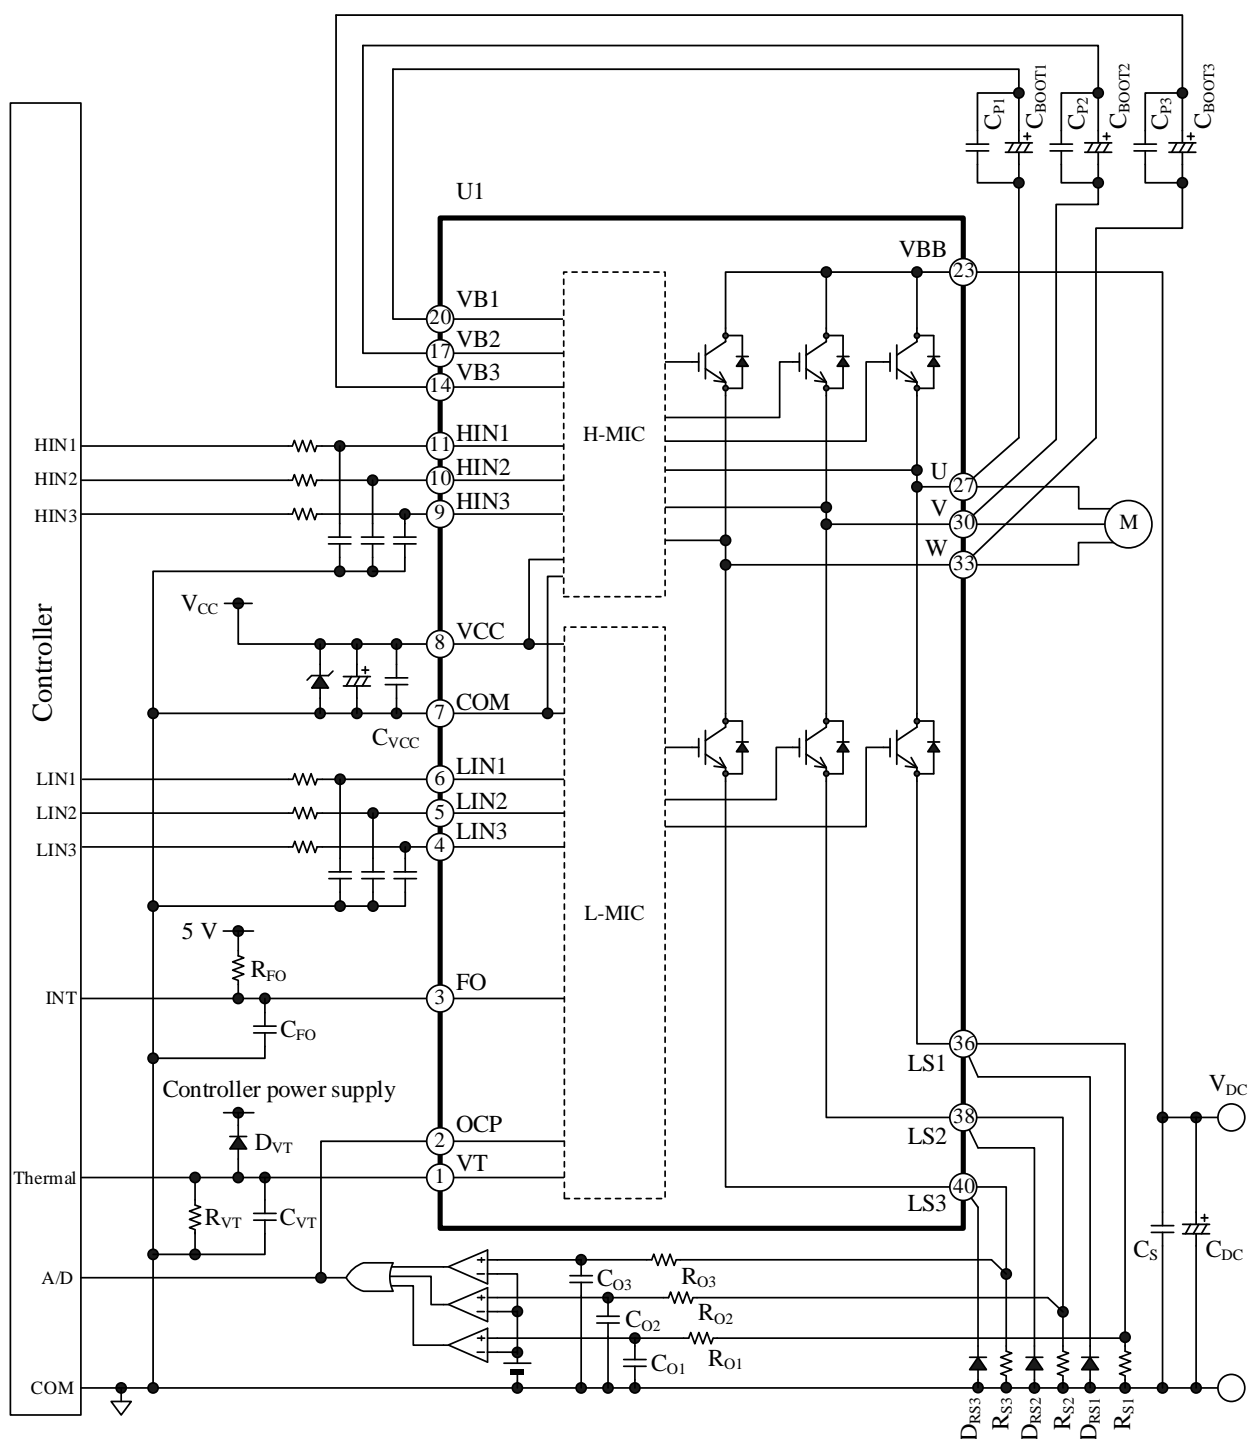 C_P1
C_BOOT1
C_P2
C_BOOT2
C_P3
C_BOOT3
U1
VBB
23
VB1
20
VB2
17
VB3
14
H-MIC
HIN1
HIN1
11
HIN2
HIN2
10
HIN3
HIN3
9
U
27
V
30
W
33
M
Controller
V_CC
VCC
8
COM
7
C_VCC
LIN1
LIN1
6
LIN2
LIN2
5
LIN3
LIN3
4
L-MIC
5 V
R_FO
INT
FO
3
C_FO
36
LS1
Controller power supply
V_DC
D_VT
OCP
2
38
LS2
Thermal
VT
1
40
LS3
R_VT
C_VT
C_S
C_DC
A/D
C_O3
R_O3
C_O2
R_O2
C_O1
R_O1
COM
D_RS3
R_S3
D_RS2
R_S2
D_RS1
R_S1